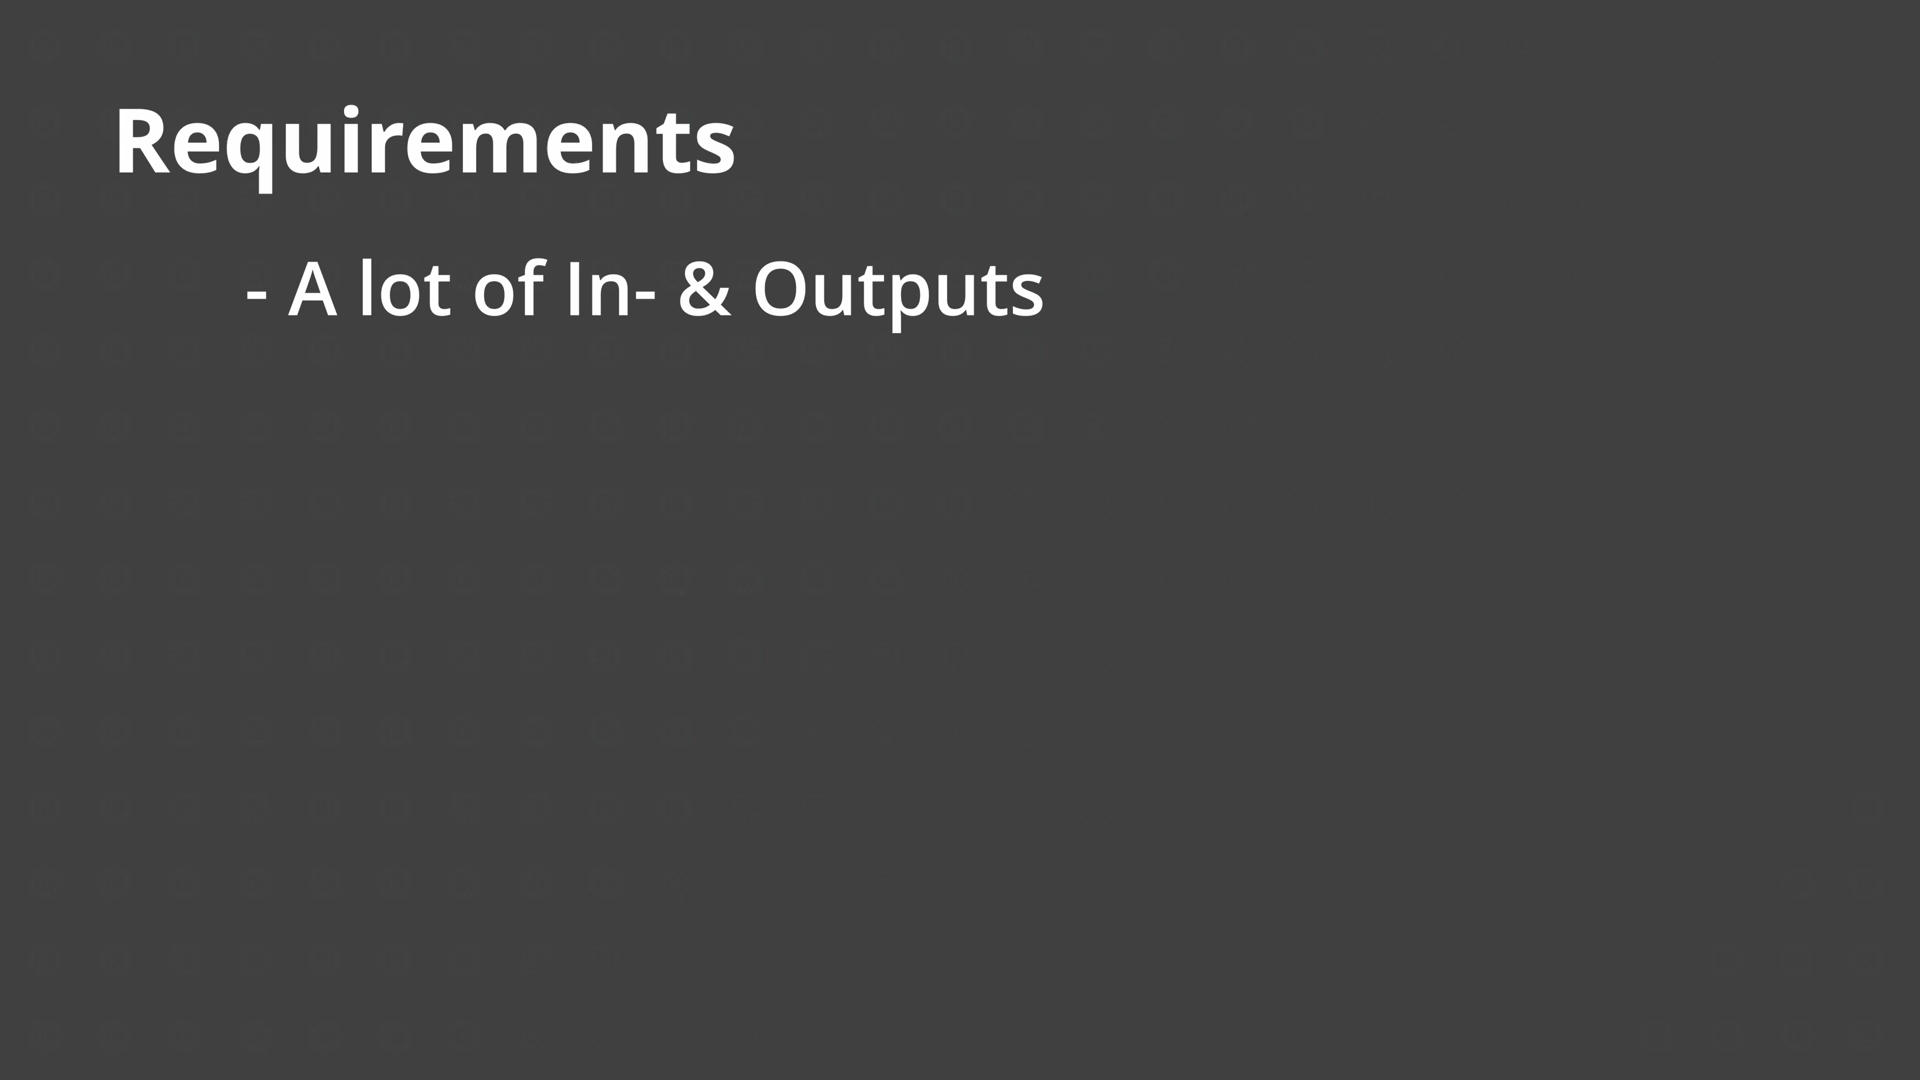 Requirements
- A lot of In- & Outputs